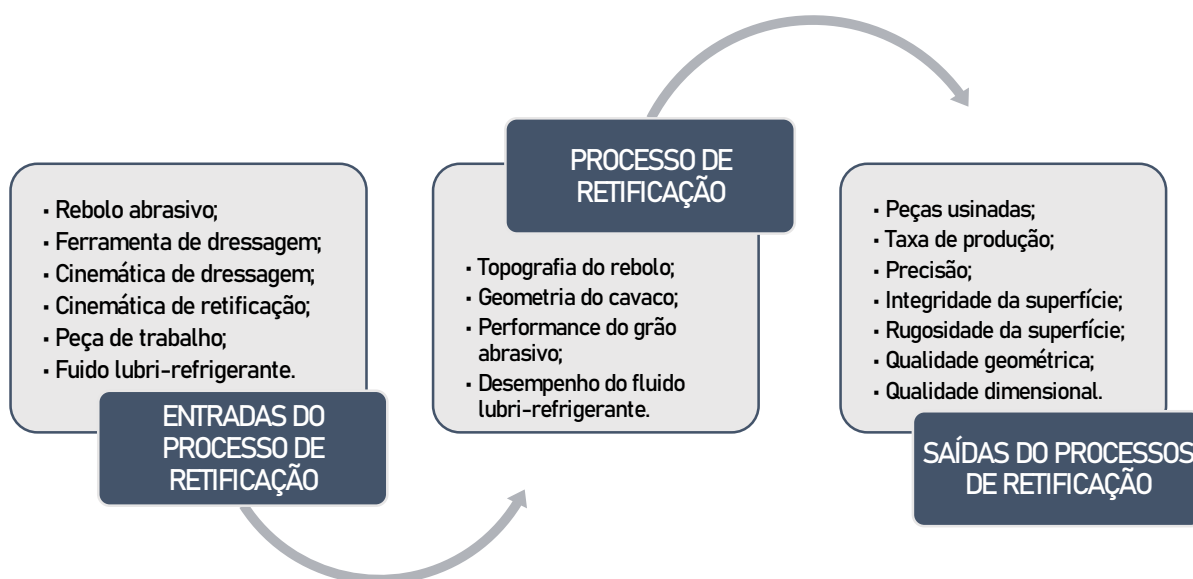 · Rebolo abrasivo;
· Ferramenta de dressagem;
· Cinemática de dressagem;
· Cinemática de retificação;
· Peça de trabalho;
· Fuido lubri-refrigerante.
ENTRADAS DO
PROCESSO DE
RETIFICAÇÃO
PROCESSO DE
RETIFICAÇÃO
· Topografia do rebolo;
· Geometria do cavaco;
· Performance do grão
abrasivo;
· Desempenho do fluido
lubri-refrigerante.
· Peças usinadas;
· Taxa de produção;
· Precisão;
· Integridade da superfície;
· Rugosidade da superfície;
· Qualidade geométrica;
· Qualidade dimensional.
SAÍDAS DO PROCESSOS
DE RETIFICAÇÃO